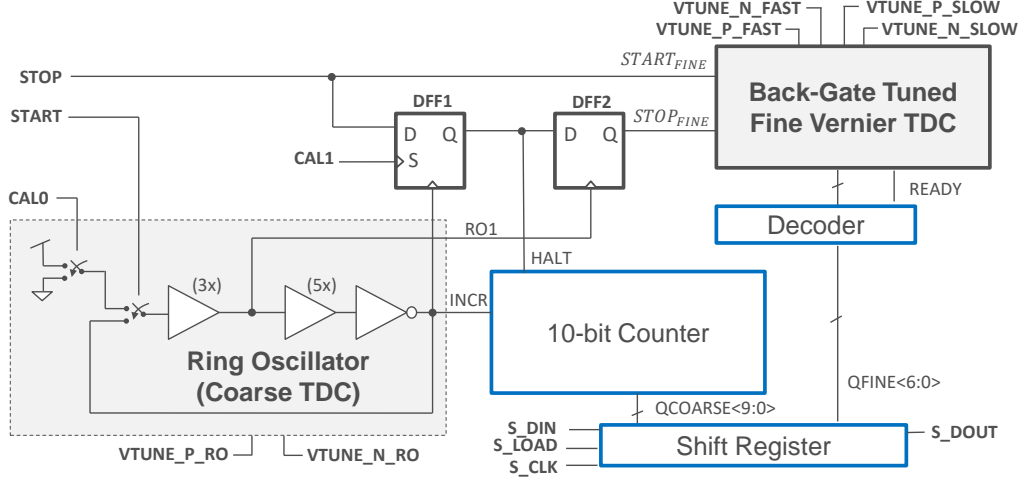 VTUNE_N_FAST
VTUNE_P_SLOW
VTUNE_P_FAST
VTUNE_N_SLOW
STOP
START_FINE
START
DFF1
DFF2
Back-Gate Tuned
Fine Vernier TDC
D Q
D Q
STOP_FINE
CAL1
S
READY
CAL0
Decoder
RO1
HALT
(3x)
(5x)
INCR
10-bit Counter
Ring Oscillator
(Coarse TDC)
QFINE<6:0>
QCOARSE<9:0>
S_DIN
S_LOAD
S_CLK
Shift Register
S_DOUT
VTUNE_P_RO
VTUNE_N_RO